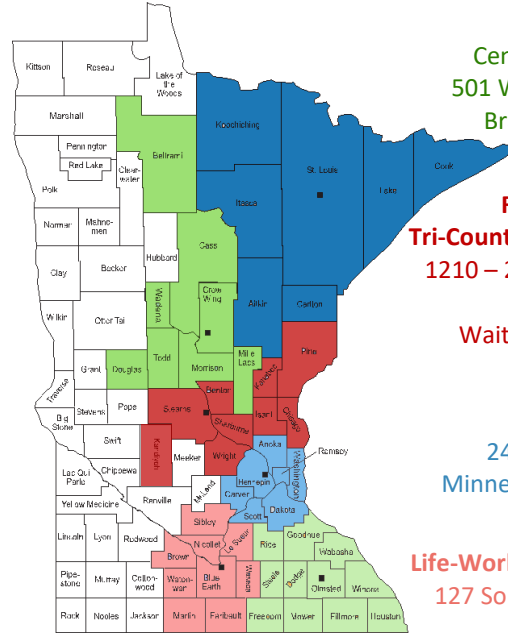 Kittson
Roseau
Lake of
the
Woods
Marshall
Koochiching
Pennington
Red Lake
Beltrami
Clear-
water
St. Louis
Cook
Lake
Polk
Itasca
Norman
Mahno-
men
Cass
Hubbard
Clay
Becker
Crow
Wing
Wadena
Aitkin
Carlton
Wilkin
Otter Tail
Pine
Todd
Mille
Lacs
Kanabec
Grant
Douglas
Morrison
Traverse
Benton
Big
Stone
Stevens
Pope
Stearns
Isanti
Chisago
Sherburne
Swift
Anoka
Ramsey
Kandiyohi
Meeker
Wright
Washington
Lac Qui
Parle
Chippewa
Hennepin
Renville
McLeod
Carver
Yellow Medicine
Scott
Dakota
Sibley
Lincoln
Lyon
Redwood
Nicollet
Le Sueur
Rice
Goodhue
Wabasha
Brown
Pipe-
stone
Murray
Cotton-
wood
Waton-
wan
Blue
Earth
Waseca
Steele
Dodge
Olmsted
Winona
Rock
Nobles
Jackson
Martin
Faribault
Freeborn
Mower
Fillmore
Houston
Cen
501 W
Br
F
Tri-Count
1210 – 2
Wait
24
Minne
Life-Work
127 So